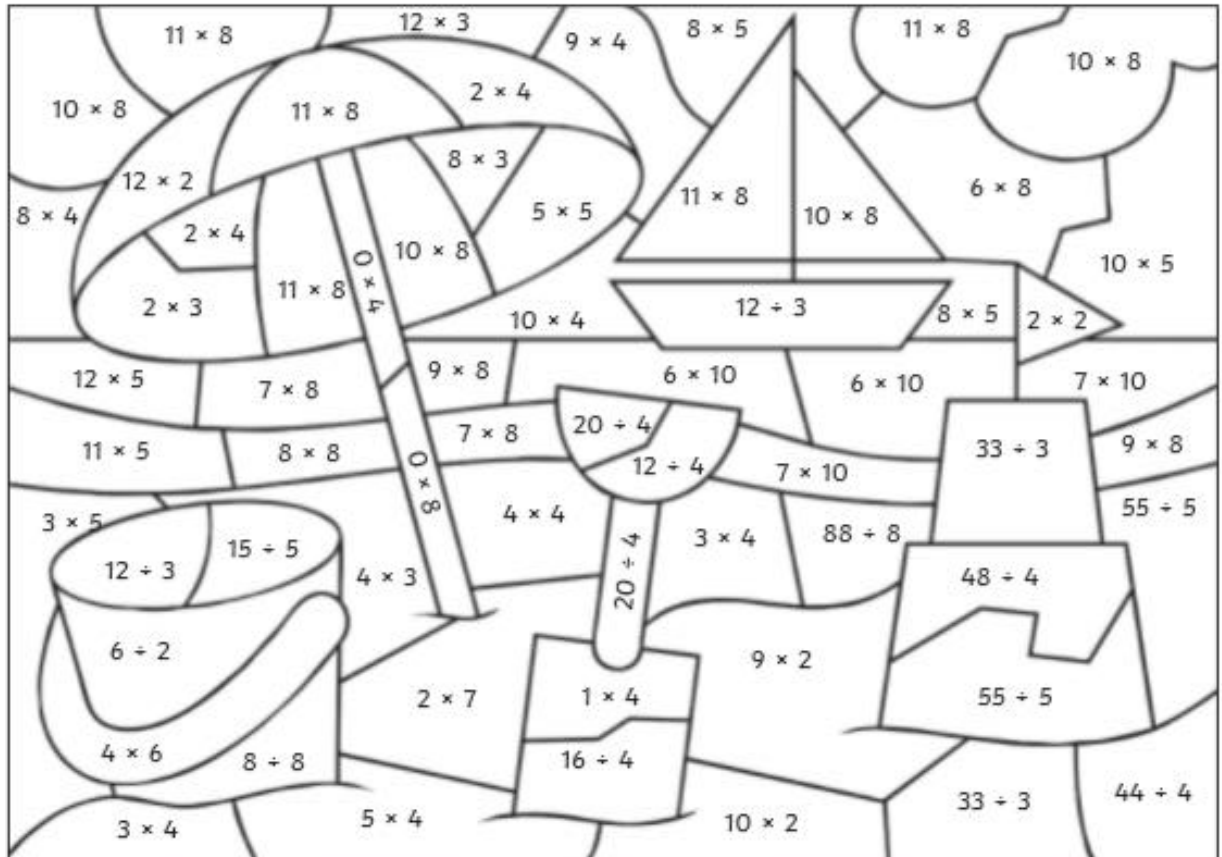 11 × 8
12 × 3
9 × 4
8 × 5
11 × 8
10 × 8
10 × 8
11 × 8
2 × 4
8 × 4
12 × 2
8 × 3
5 × 5
11 × 8
10 × 8
6 × 8
2 × 4
10 × 8
10 × 5
2 × 3
11 × 8
0 × 4
10 × 4
12 ÷ 3
8 × 5
2 × 2
12 × 5
7 × 8
9 × 8
6 × 10
6 × 10
7 × 10
11 × 5
8 × 8
7 × 8
20 ÷ 4
12 ÷ 4
7 × 10
33 ÷ 3
9 × 8
0 × 8
3 × 5
4 × 4
3 × 4
88 ÷ 8
55 ÷ 5
12 ÷ 3
15 ÷ 5
4 × 3
20 ÷ 4
48 ÷ 4
6 ÷ 2
2 × 7
1 × 4
9 × 2
55 ÷ 5
4 × 6
8 ÷ 8
16 ÷ 4
3 × 4
5 × 4
10 × 2
33 ÷ 3
44 ÷ 4